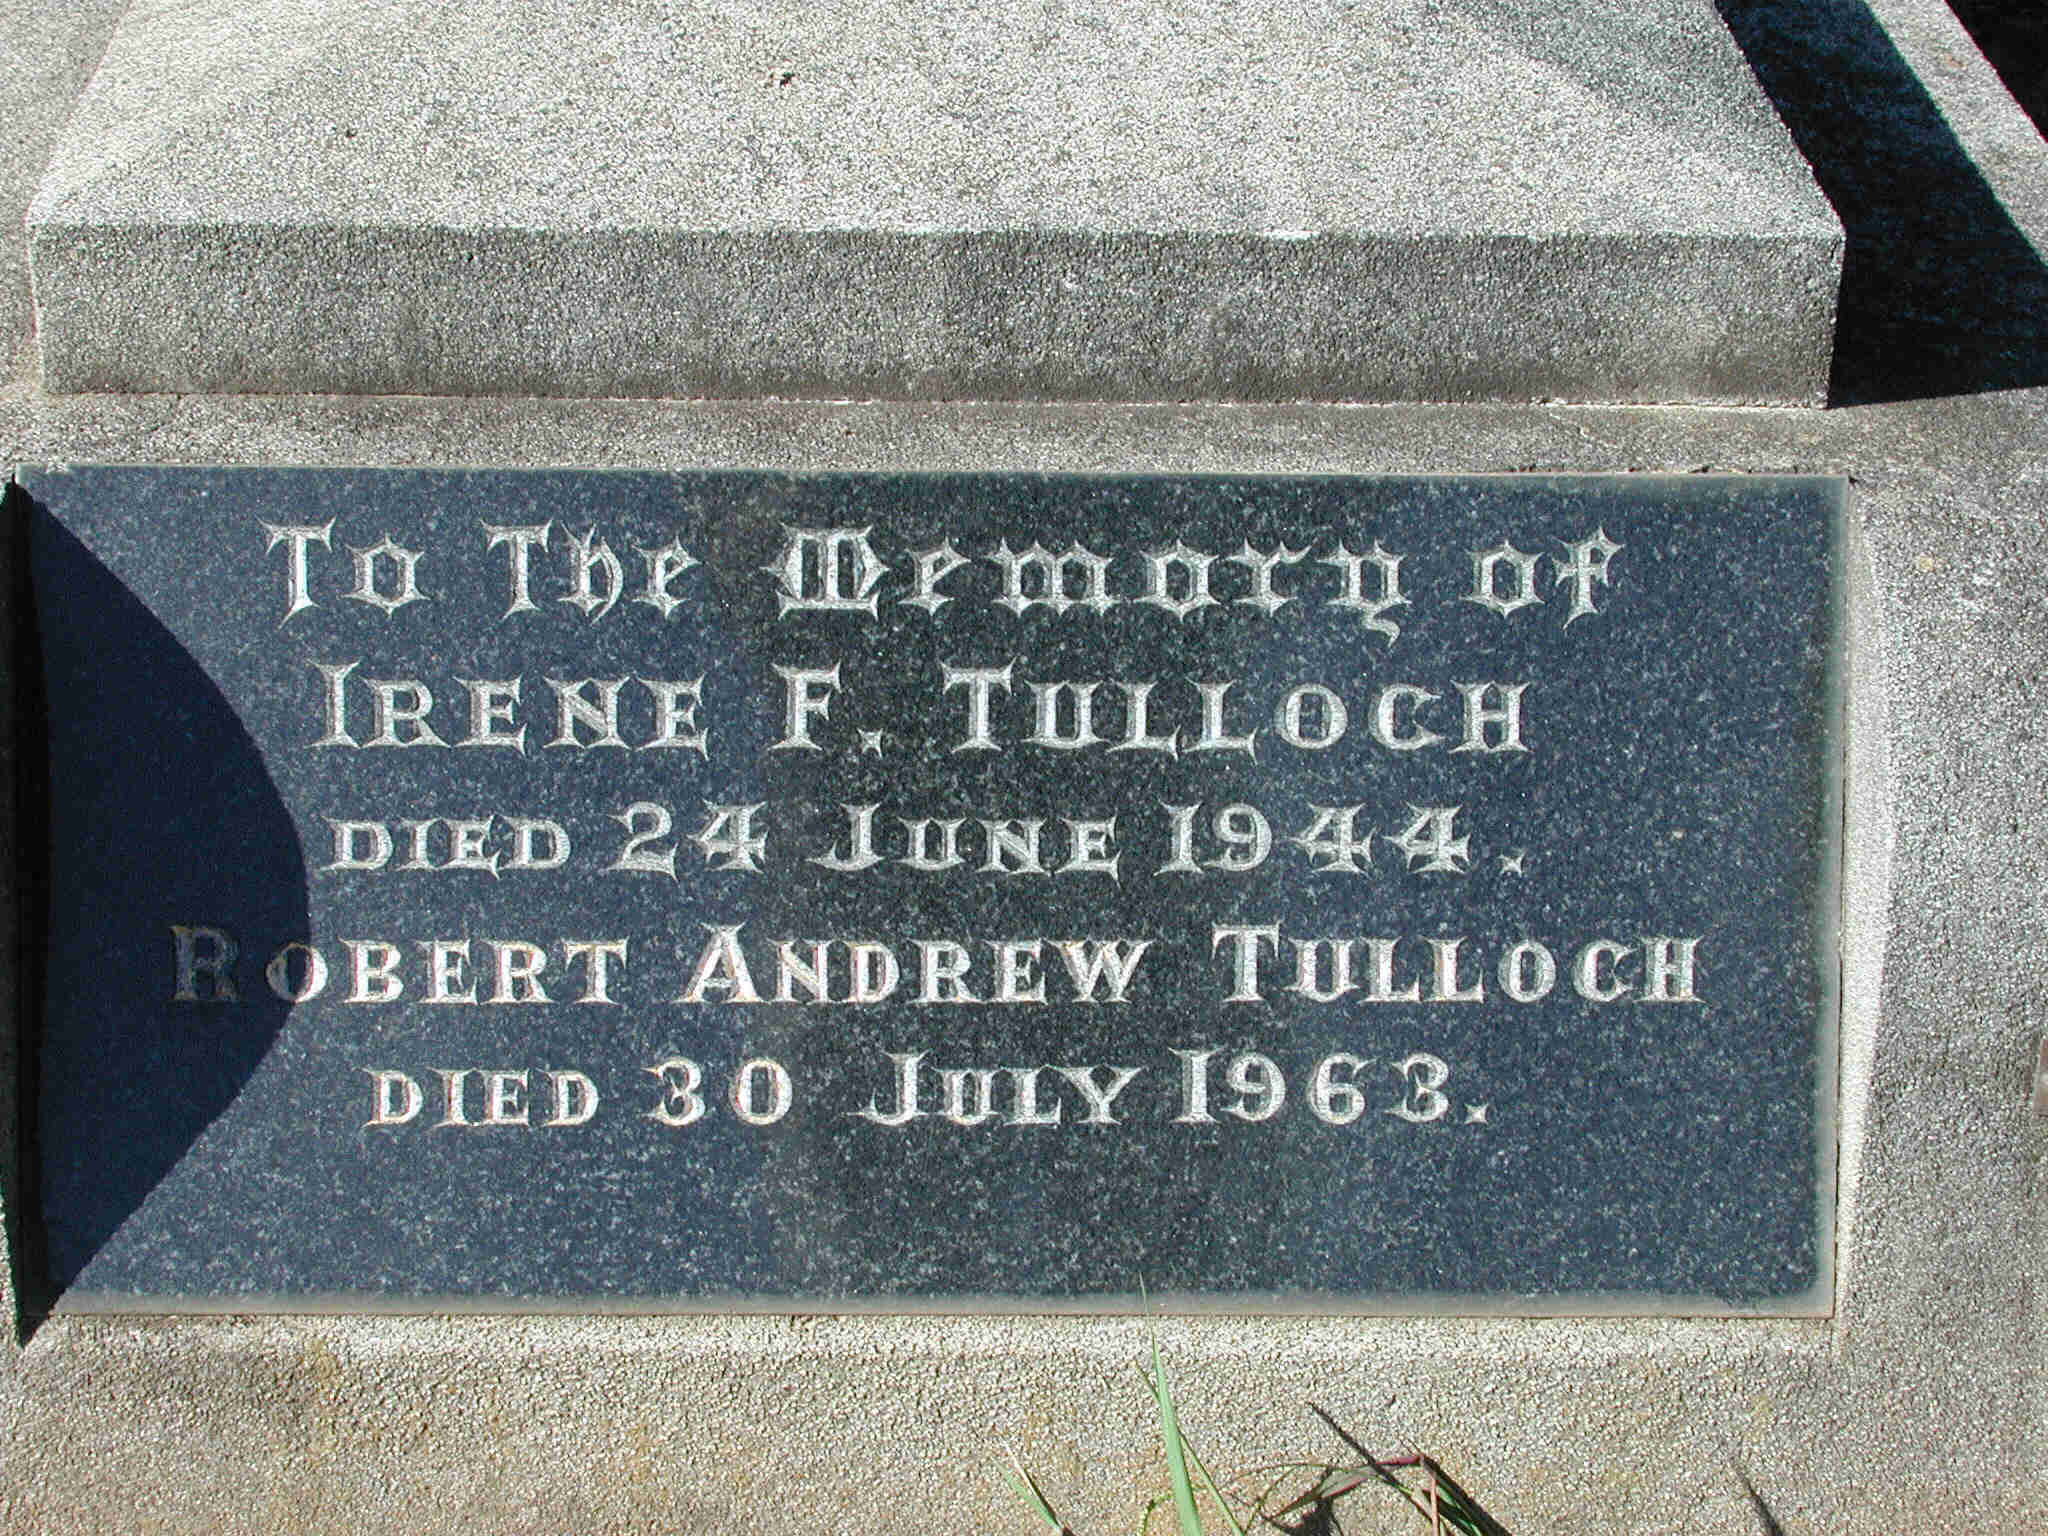 To The Memory of
IRENE F. TULLOCH
DIED 24 JUNE 1944.
ROBERT ANDREW TULLOCH
DIED 30 JULY 1963.